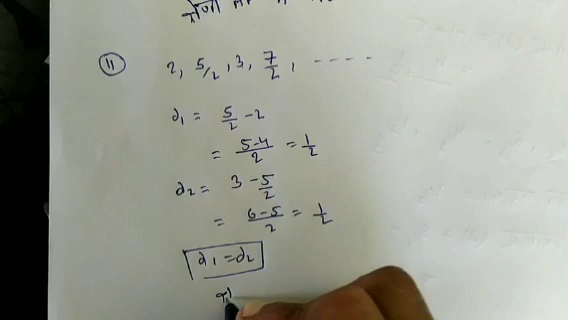 (11) 2, 5/2, 3, 7/2, ----
d₁ = 5/2 - 2
= 5-4/2 = 1/2
d₂ = 3 - 5/2
= 6-5/2 = 1/2
d₁ = d₂